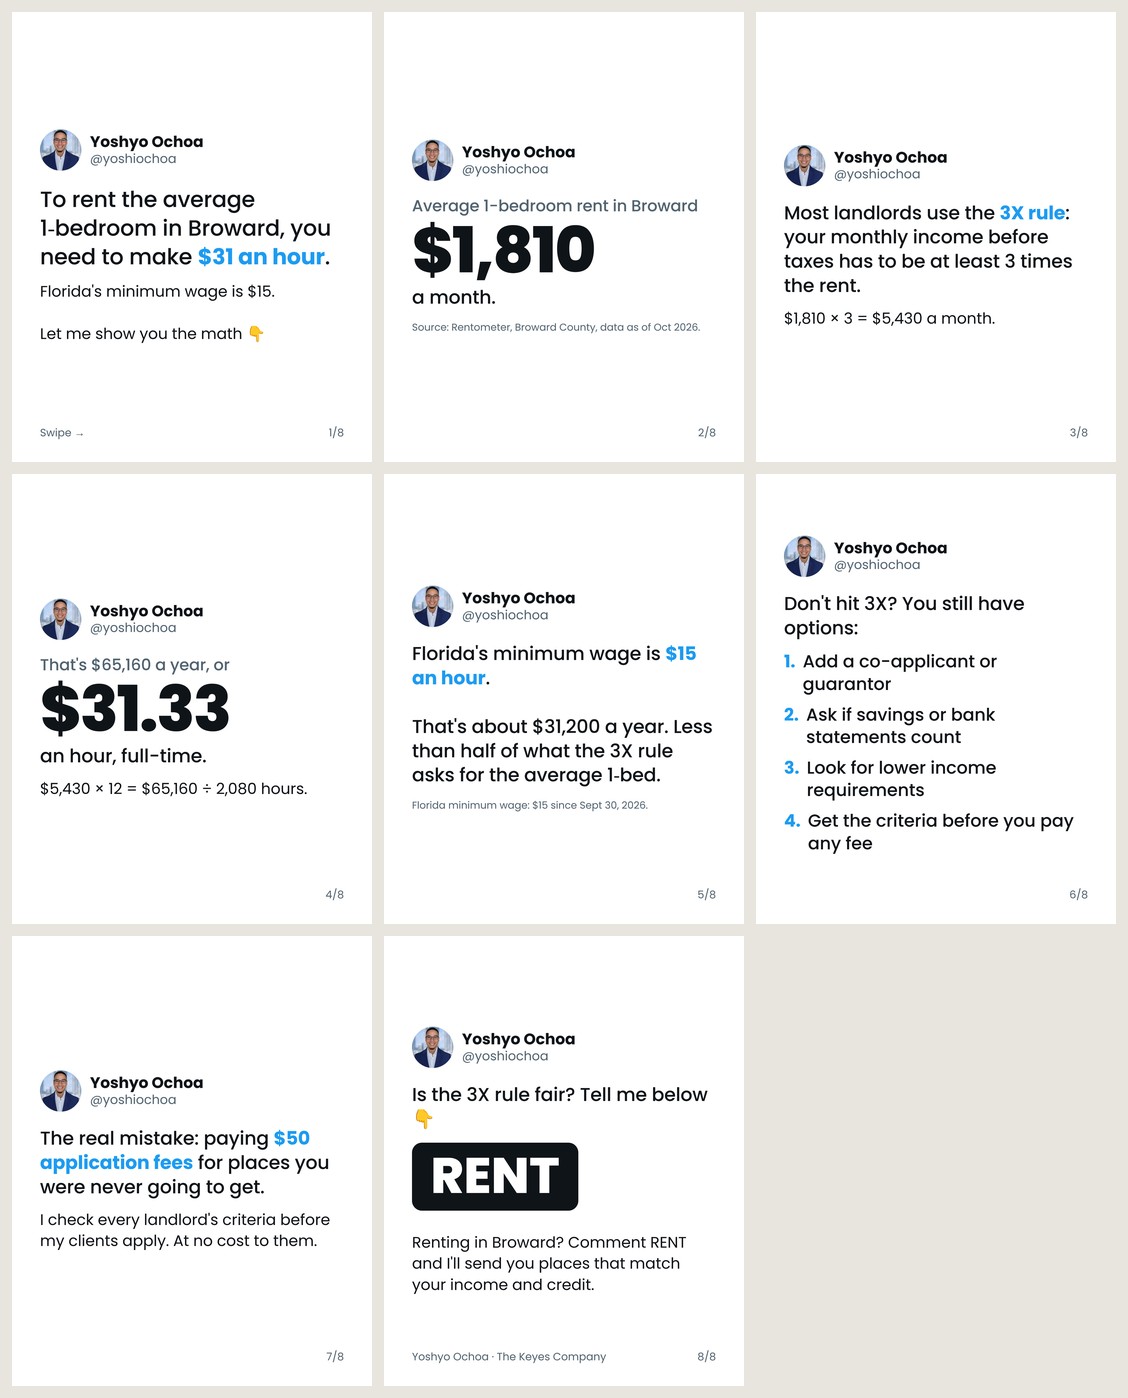 Yoshyo Ochoa
@yoshiochoa
To rent the average
1-bedroom in Broward, you
need to make $31 an hour.
Florida's minimum wage is $15.
Let me show you the math 👇
Swipe →
1/8
Yoshyo Ochoa
@yoshiochoa
Average 1-bedroom rent in Broward
$1,810
a month.
Source: Rentometer, Broward County, data as of Oct 2026.
2/8
Yoshyo Ochoa
@yoshiochoa
Most landlords use the 3X rule:
your monthly income before
taxes has to be at least 3 times
the rent.
$1,810 × 3 = $5,430 a month.
3/8
Yoshyo Ochoa
@yoshiochoa
That's $65,160 a year, or
$31.33
an hour, full-time.
$5,430 × 12 = $65,160 ÷ 2,080 hours.
4/8
Yoshyo Ochoa
@yoshiochoa
Florida's minimum wage is $15
an hour.
That's about $31,200 a year. Less
than half of what the 3X rule
asks for the average 1-bed.
Florida minimum wage: $15 since Sept 30, 2026.
5/8
Yoshyo Ochoa
@yoshiochoa
Don't hit 3X? You still have
options:
1. Add a co-applicant or
guarantor
2. Ask if savings or bank
statements count
3. Look for lower income
requirements
4. Get the criteria before you pay
any fee
6/8
Yoshyo Ochoa
@yoshiochoa
The real mistake: paying $50
application fees for places you
were never going to get.
I check every landlord's criteria before
my clients apply. At no cost to them.
7/8
Yoshyo Ochoa
@yoshiochoa
Is the 3X rule fair? Tell me below
👇
RENT
Renting in Broward? Comment RENT
and I'll send you places that match
your income and credit.
Yoshyo Ochoa · The Keyes Company
8/8